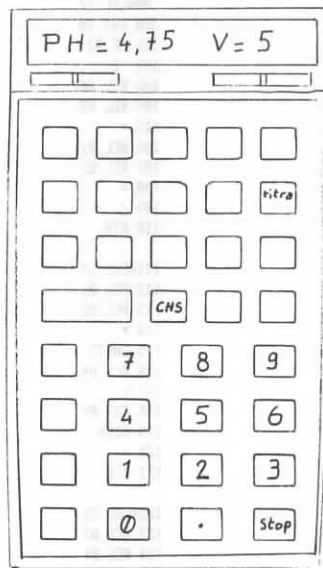 PH = 4,75 V = 5
titra
CHS
7 8 9
4 5 6
1 2 3
0 . Stop